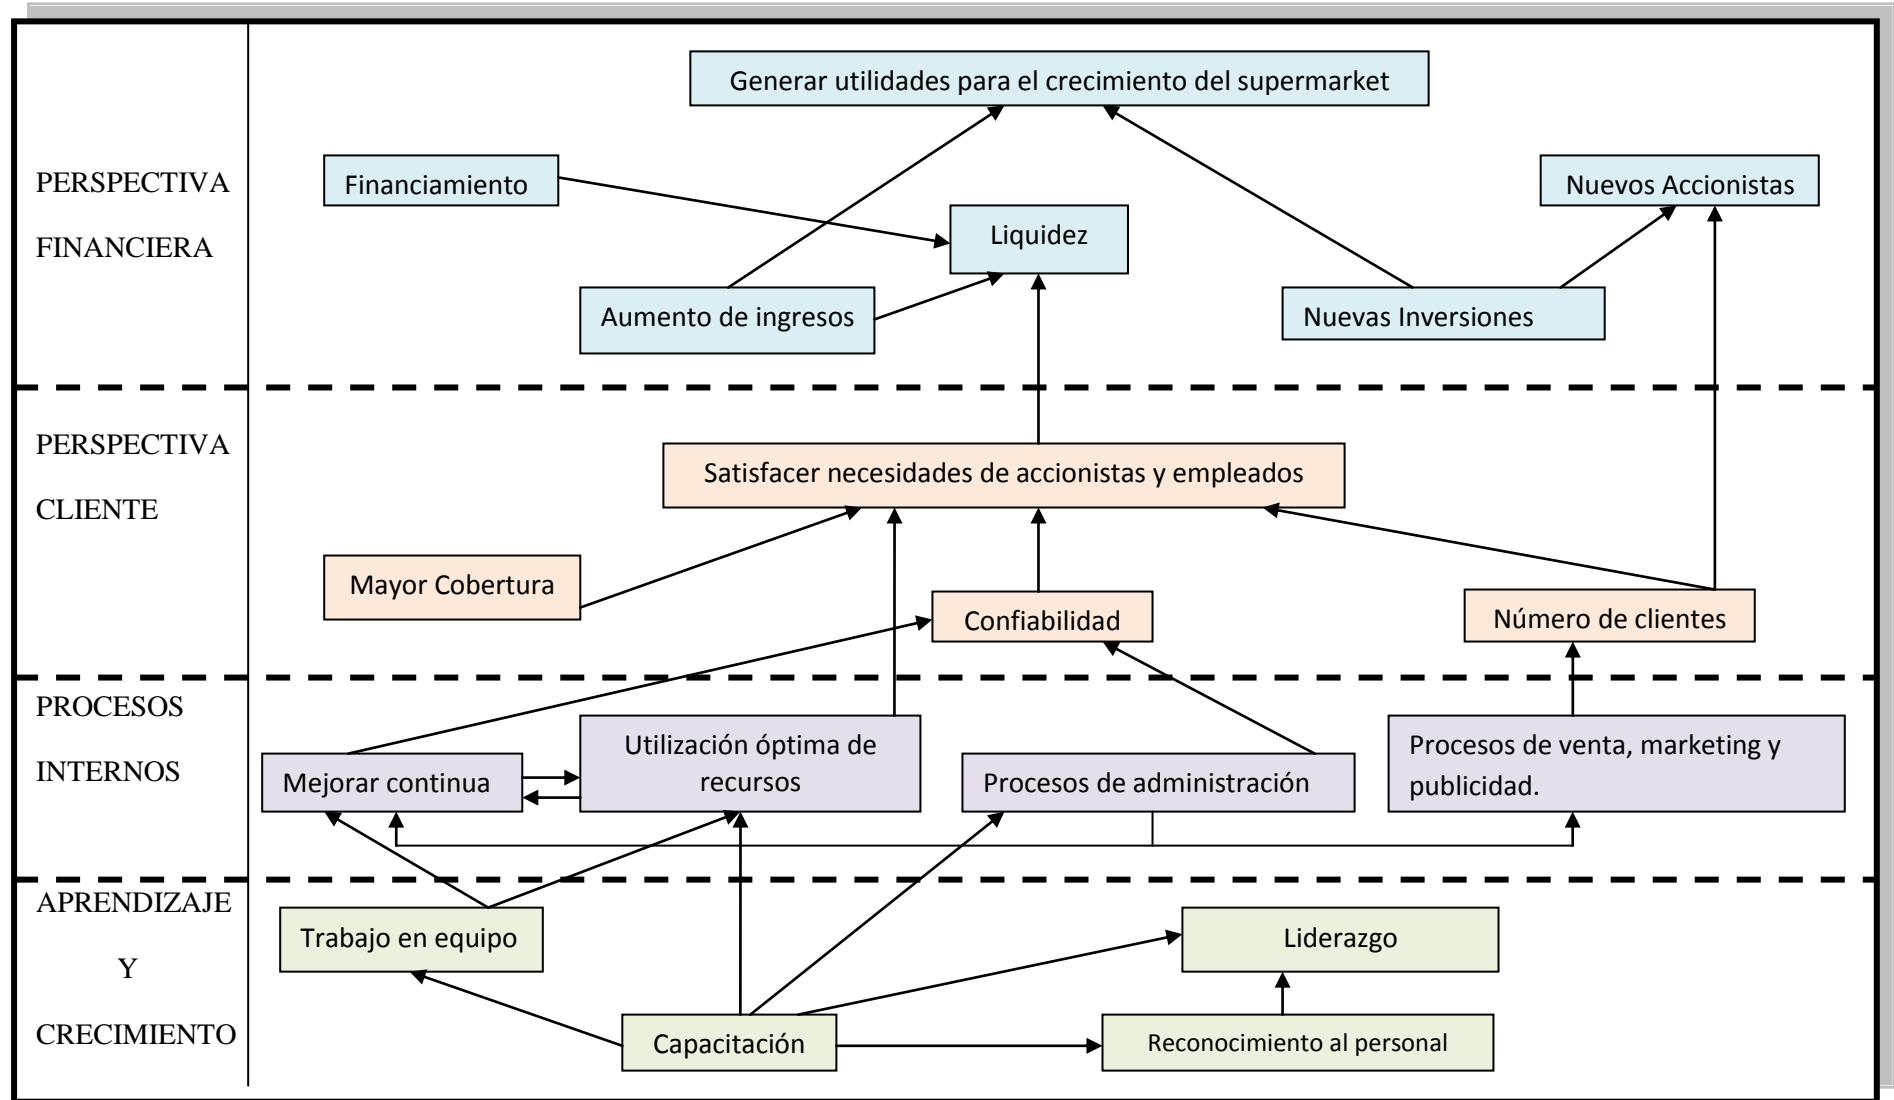 Generar utilidades para el crecimiento del supermarket
PERSPECTIVA
FINANCIERA
Financiamiento
Nuevos Accionistas
Liquidez
Aumento de ingresos
Nuevas Inversiones
PERSPECTIVA
CLIENTE
Satisfacer necesidades de accionistas y empleados
Mayor Cobertura
Confiabilidad
Número de clientes
PROCESOS
INTERNOS
Mejorar continua
Utilización óptima de
recursos
Procesos de administración
Procesos de venta, marketing y
publicidad.
APRENDIZAJE
Y
CRECIMIENTO
Trabajo en equipo
Liderazgo
Capacitación
Reconocimiento al personal